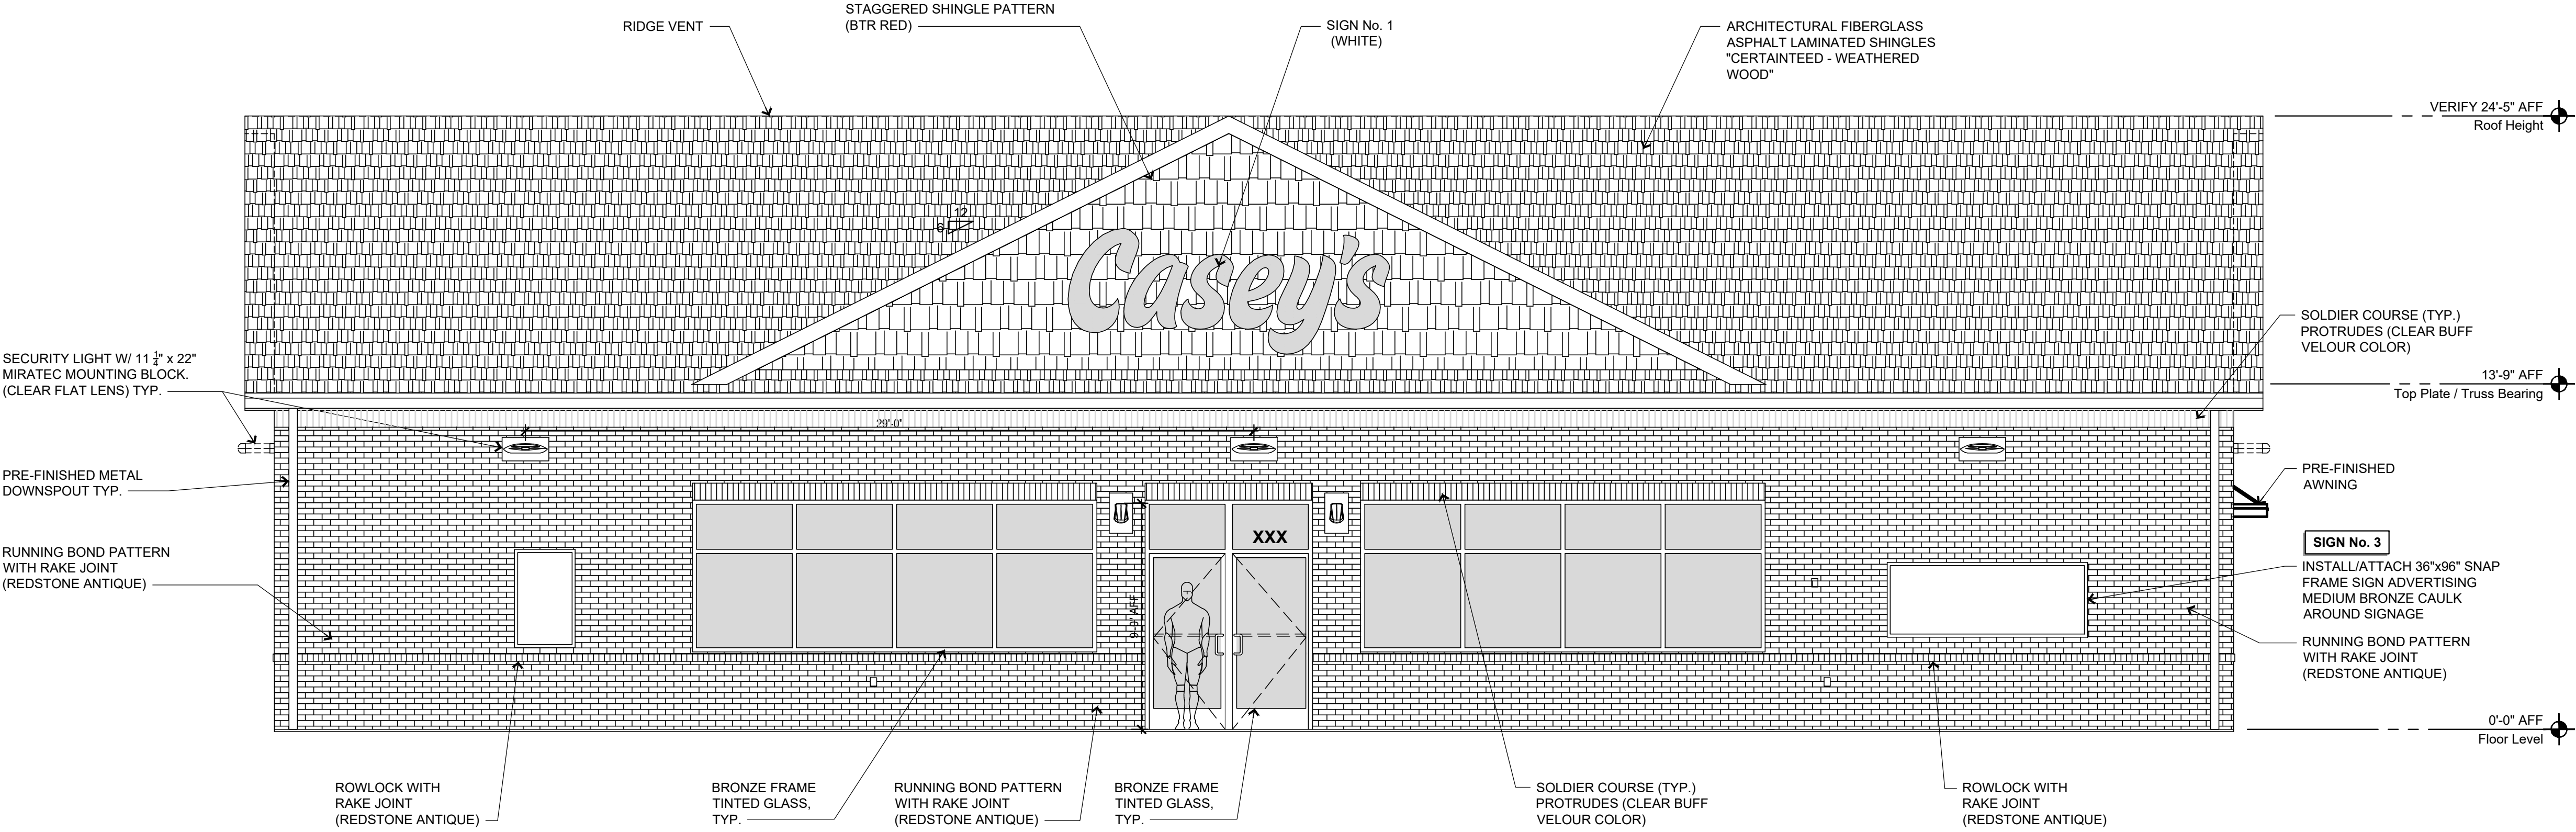 STAGGERED SHINGLE PATTERN
(BTR RED)
RIDGE VENT
SIGN No. 1
(WHITE)
ARCHITECTURAL FIBERGLASS
ASPHALT LAMINATED SHINGLES
"CERTAINTEED - WEATHERED
WOOD"
VERIFY 24'-5" AFF
Roof Height
12
6
Casey's
SOLDIER COURSE (TYP.)
PROTRUDES (CLEAR BUFF
VELOUR COLOR)
SECURITY LIGHT W/ 11 1/4" x 22"
MIRATEC MOUNTING BLOCK.
(CLEAR FLAT LENS) TYP.
13'-9" AFF
Top Plate / Truss Bearing
29'-0"
PRE-FINISHED METAL
DOWNSPOUT TYP.
PRE-FINISHED
AWNING
XXX
SIGN No. 3
INSTALL/ATTACH 36"x96" SNAP
FRAME SIGN ADVERTISING
MEDIUM BRONZE CAULK
AROUND SIGNAGE
RUNNING BOND PATTERN
WITH RAKE JOINT
(REDSTONE ANTIQUE)
9'-0" AFF
RUNNING BOND PATTERN
WITH RAKE JOINT
(REDSTONE ANTIQUE)
0'-0" AFF
Floor Level
ROWLOCK WITH
RAKE JOINT
(REDSTONE ANTIQUE)
BRONZE FRAME
TINTED GLASS,
TYP.
RUNNING BOND PATTERN
WITH RAKE JOINT
(REDSTONE ANTIQUE)
BRONZE FRAME
TINTED GLASS,
TYP.
SOLDIER COURSE (TYP.)
PROTRUDES (CLEAR BUFF
VELOUR COLOR)
ROWLOCK WITH
RAKE JOINT
(REDSTONE ANTIQUE)